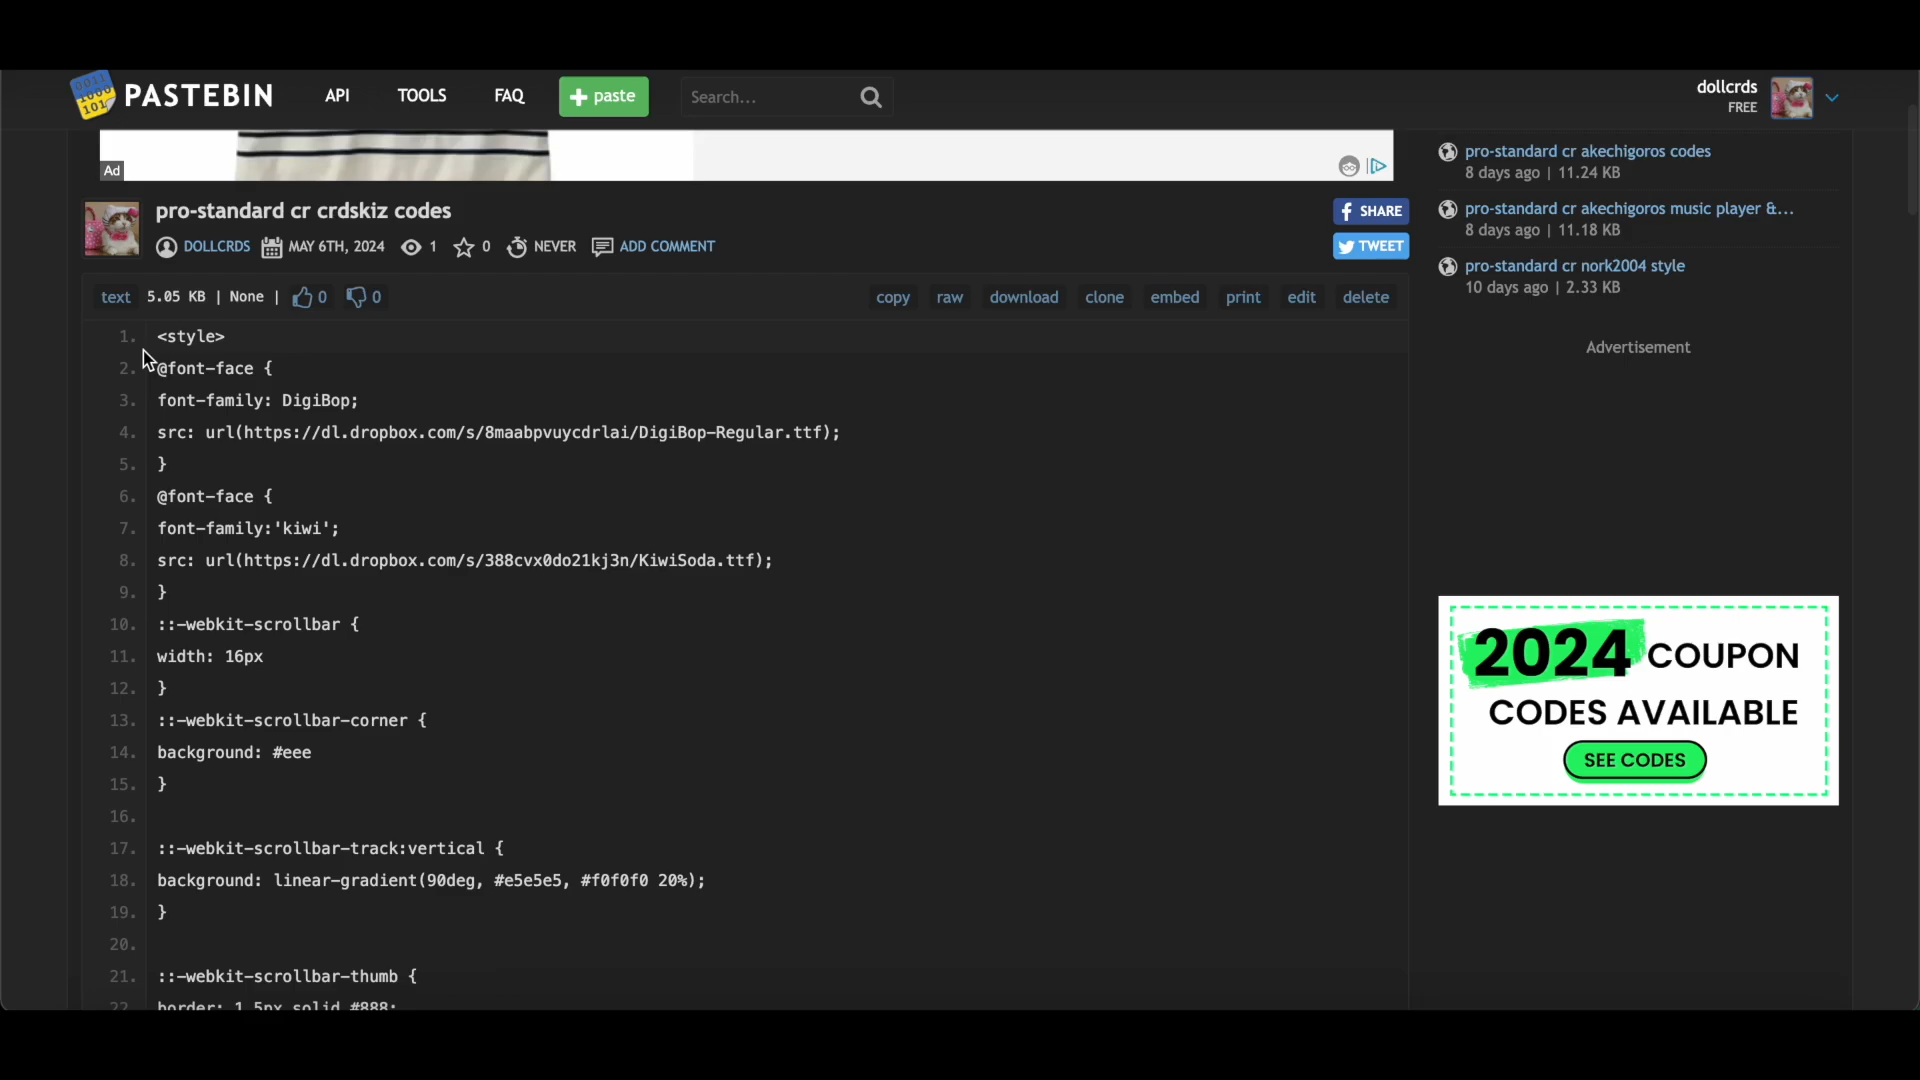 PASTEBIN API TOOLS FAQ paste Search... dollcrds
FREE
Ad
pro-standard cr crdskiz codes
DOLLCRDS MAY 6TH, 2024 1 0 NEVER ADD COMMENT
SHARE
TWEET
text 5.05 KB | None | 0 0 copy raw download clone embed print edit delete
1. <style>
2. @font-face {
3. font-family: DigiBop;
4. src: url(https://dl.dropbox.com/s/8maabpvuycdrlai/DigiBop-Regular.ttf);
5. }
6. @font-face {
7. font-family:'kiwi';
8. src: url(https://dl.dropbox.com/s/388cvx0do21kj3n/KiwiSoda.ttf);
9. }
10. ::-webkit-scrollbar {
11. width: 16px
12. }
13. ::-webkit-scrollbar-corner {
14. background: #eee
15. }
16.
17. ::-webkit-scrollbar-track:vertical {
18. background: linear-gradient(90deg, #e5e5e5, #f0f0f0 20%);
19. }
20.
21. ::-webkit-scrollbar-thumb {
22. border: 1.5px solid #888;
pro-standard cr akechigoros codes
8 days ago | 11.24 KB
pro-standard cr akechigoros music player &...
8 days ago | 11.18 KB
pro-standard cr nork2004 style
10 days ago | 2.33 KB
Advertisement
2024 COUPON
CODES AVAILABLE
SEE CODES